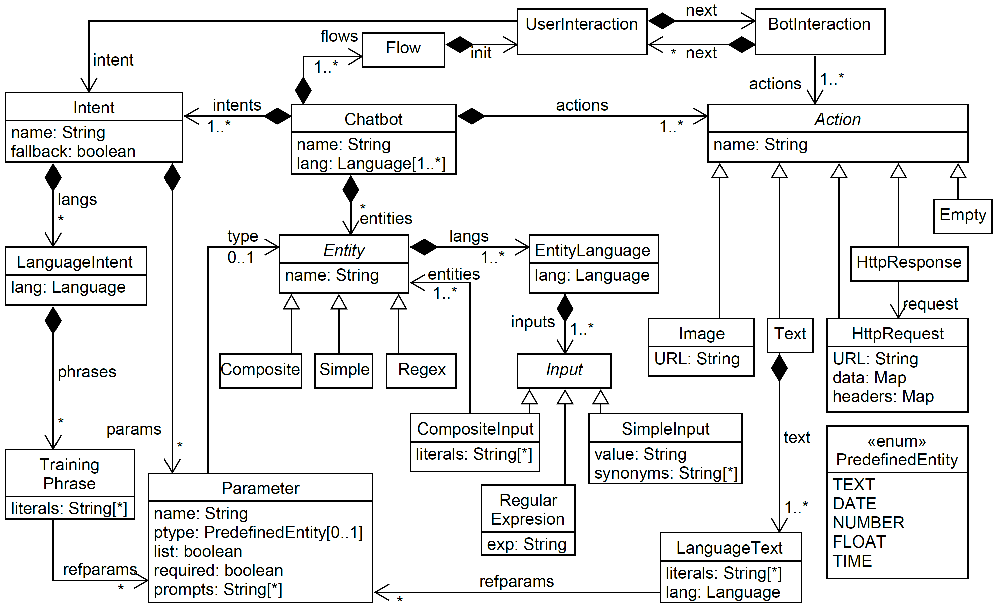 next
UserInteraction
BotInteraction
flows
Flow
init
* next
intent
1..*
1..*
actions
Intent
name: String
fallback: boolean
intents
1..*
Chatbot
name: String
lang: Language[1..*]
actions
1..*
Action
name: String
langs
*
*
entities
Empty
type
0..1
Entity
name: String
langs
1..*
EntityLanguage
lang: Language
HttpResponse
LanguageIntent
lang: Language
entities
1..*
request
inputs
1..*
Image
URL: String
Text
HttpRequest
URL: String
data: Map
headers: Map
Composite
Simple
Regex
Input
phrases
*
params
*
CompositeInput
literals: String[*]
SimpleInput
value: String
synonyms: String[*]
text
1..*
«enum»
PredefinedEntity
TEXT
DATE
NUMBER
FLOAT
TIME
Training
Phrase
literals: String[*]
Parameter
name: String
ptype: PredefinedEntity[0..1]
list: boolean
required: boolean
prompts: String[*]
Regular
Expresion
exp: String
LanguageText
literals: String[*]
lang: Language
refparams
*
refparams
*